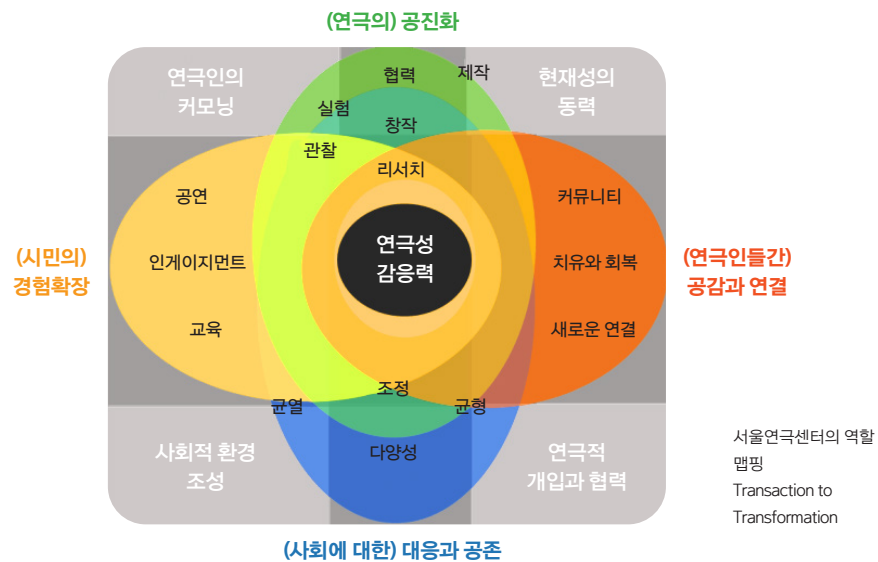 (연극의) 공진화
연극인의
커모닝
협력
제작
현재성의
동력
실험
창작
관찰
리서치
공연
커뮤니티
(시민의)
경험확장
인게이지먼트
연극성
감응력
치유와 회복
(연극인들간)
공감과 연결
교육
새로운 연결
조정
균열
균형
사회적 환경
조성
다양성
연극적
개입과 협력
서울연극센터의 역할
맵핑
Transaction to
Transformation
(사회에 대한) 대응과 공존